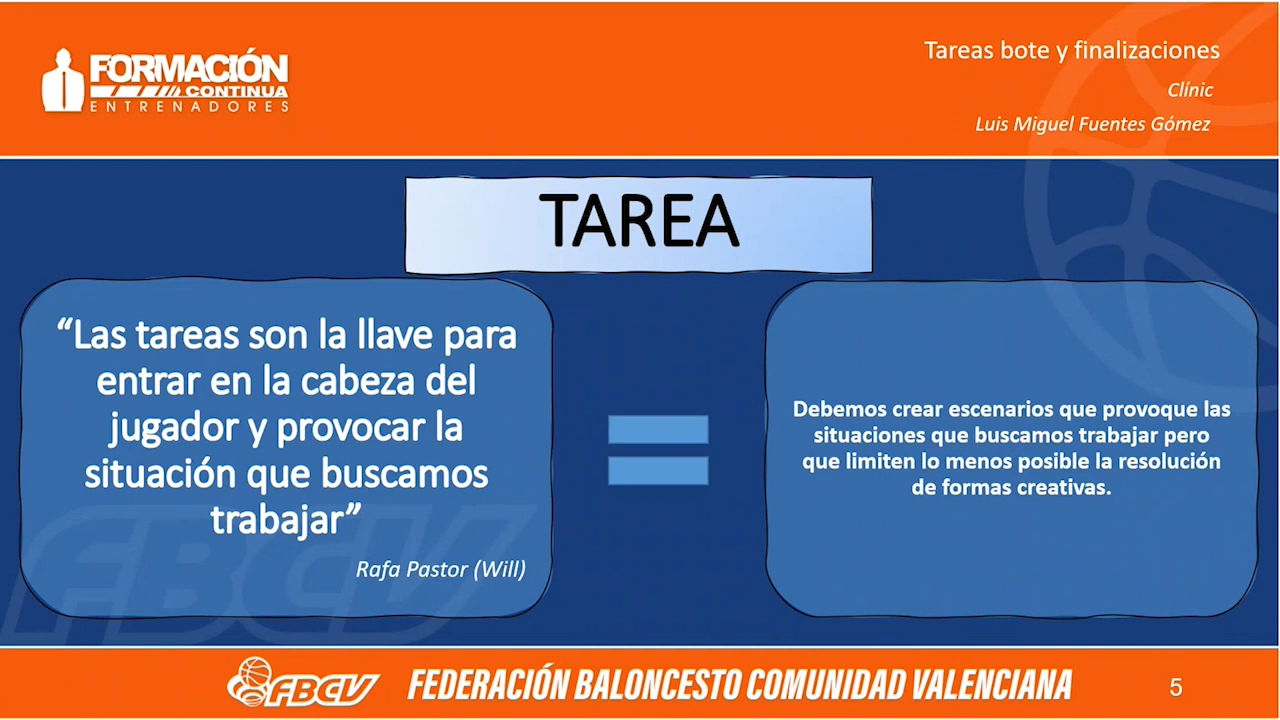 FORMACIÓN
CONTINUA
ENTRENADORES
Tareas bote y finalizaciones
Clínic
Luis Miguel Fuentes Gómez
TAREA
“Las tareas son la llave para
entrar en la cabeza del
jugador y provocar la
situación que buscamos
trabajar”
Rafa Pastor (Will)
Debemos crear escenarios que provoque las
situaciones que buscamos trabajar pero
que limiten lo menos posible la resolución
de formas creativas.
FBCV
FBCV FEDERACIÓN BALONCESTO COMUNIDAD VALENCIANA 5